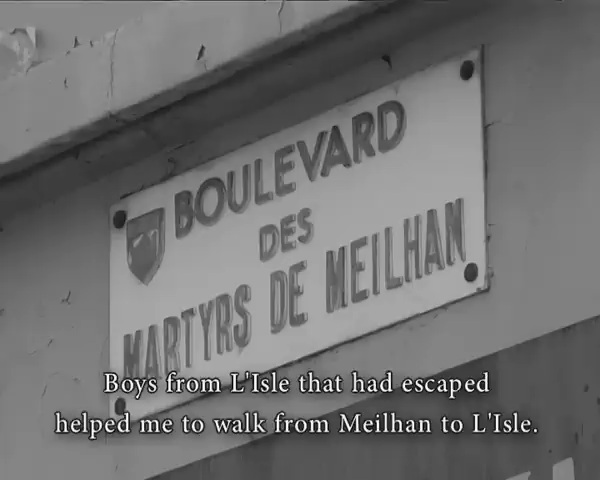 BOULEVARD
DES
MARTYRS DE MEILHAN
Boys from L'Isle that had escaped
helped me to walk from Meilhan to L'Isle.